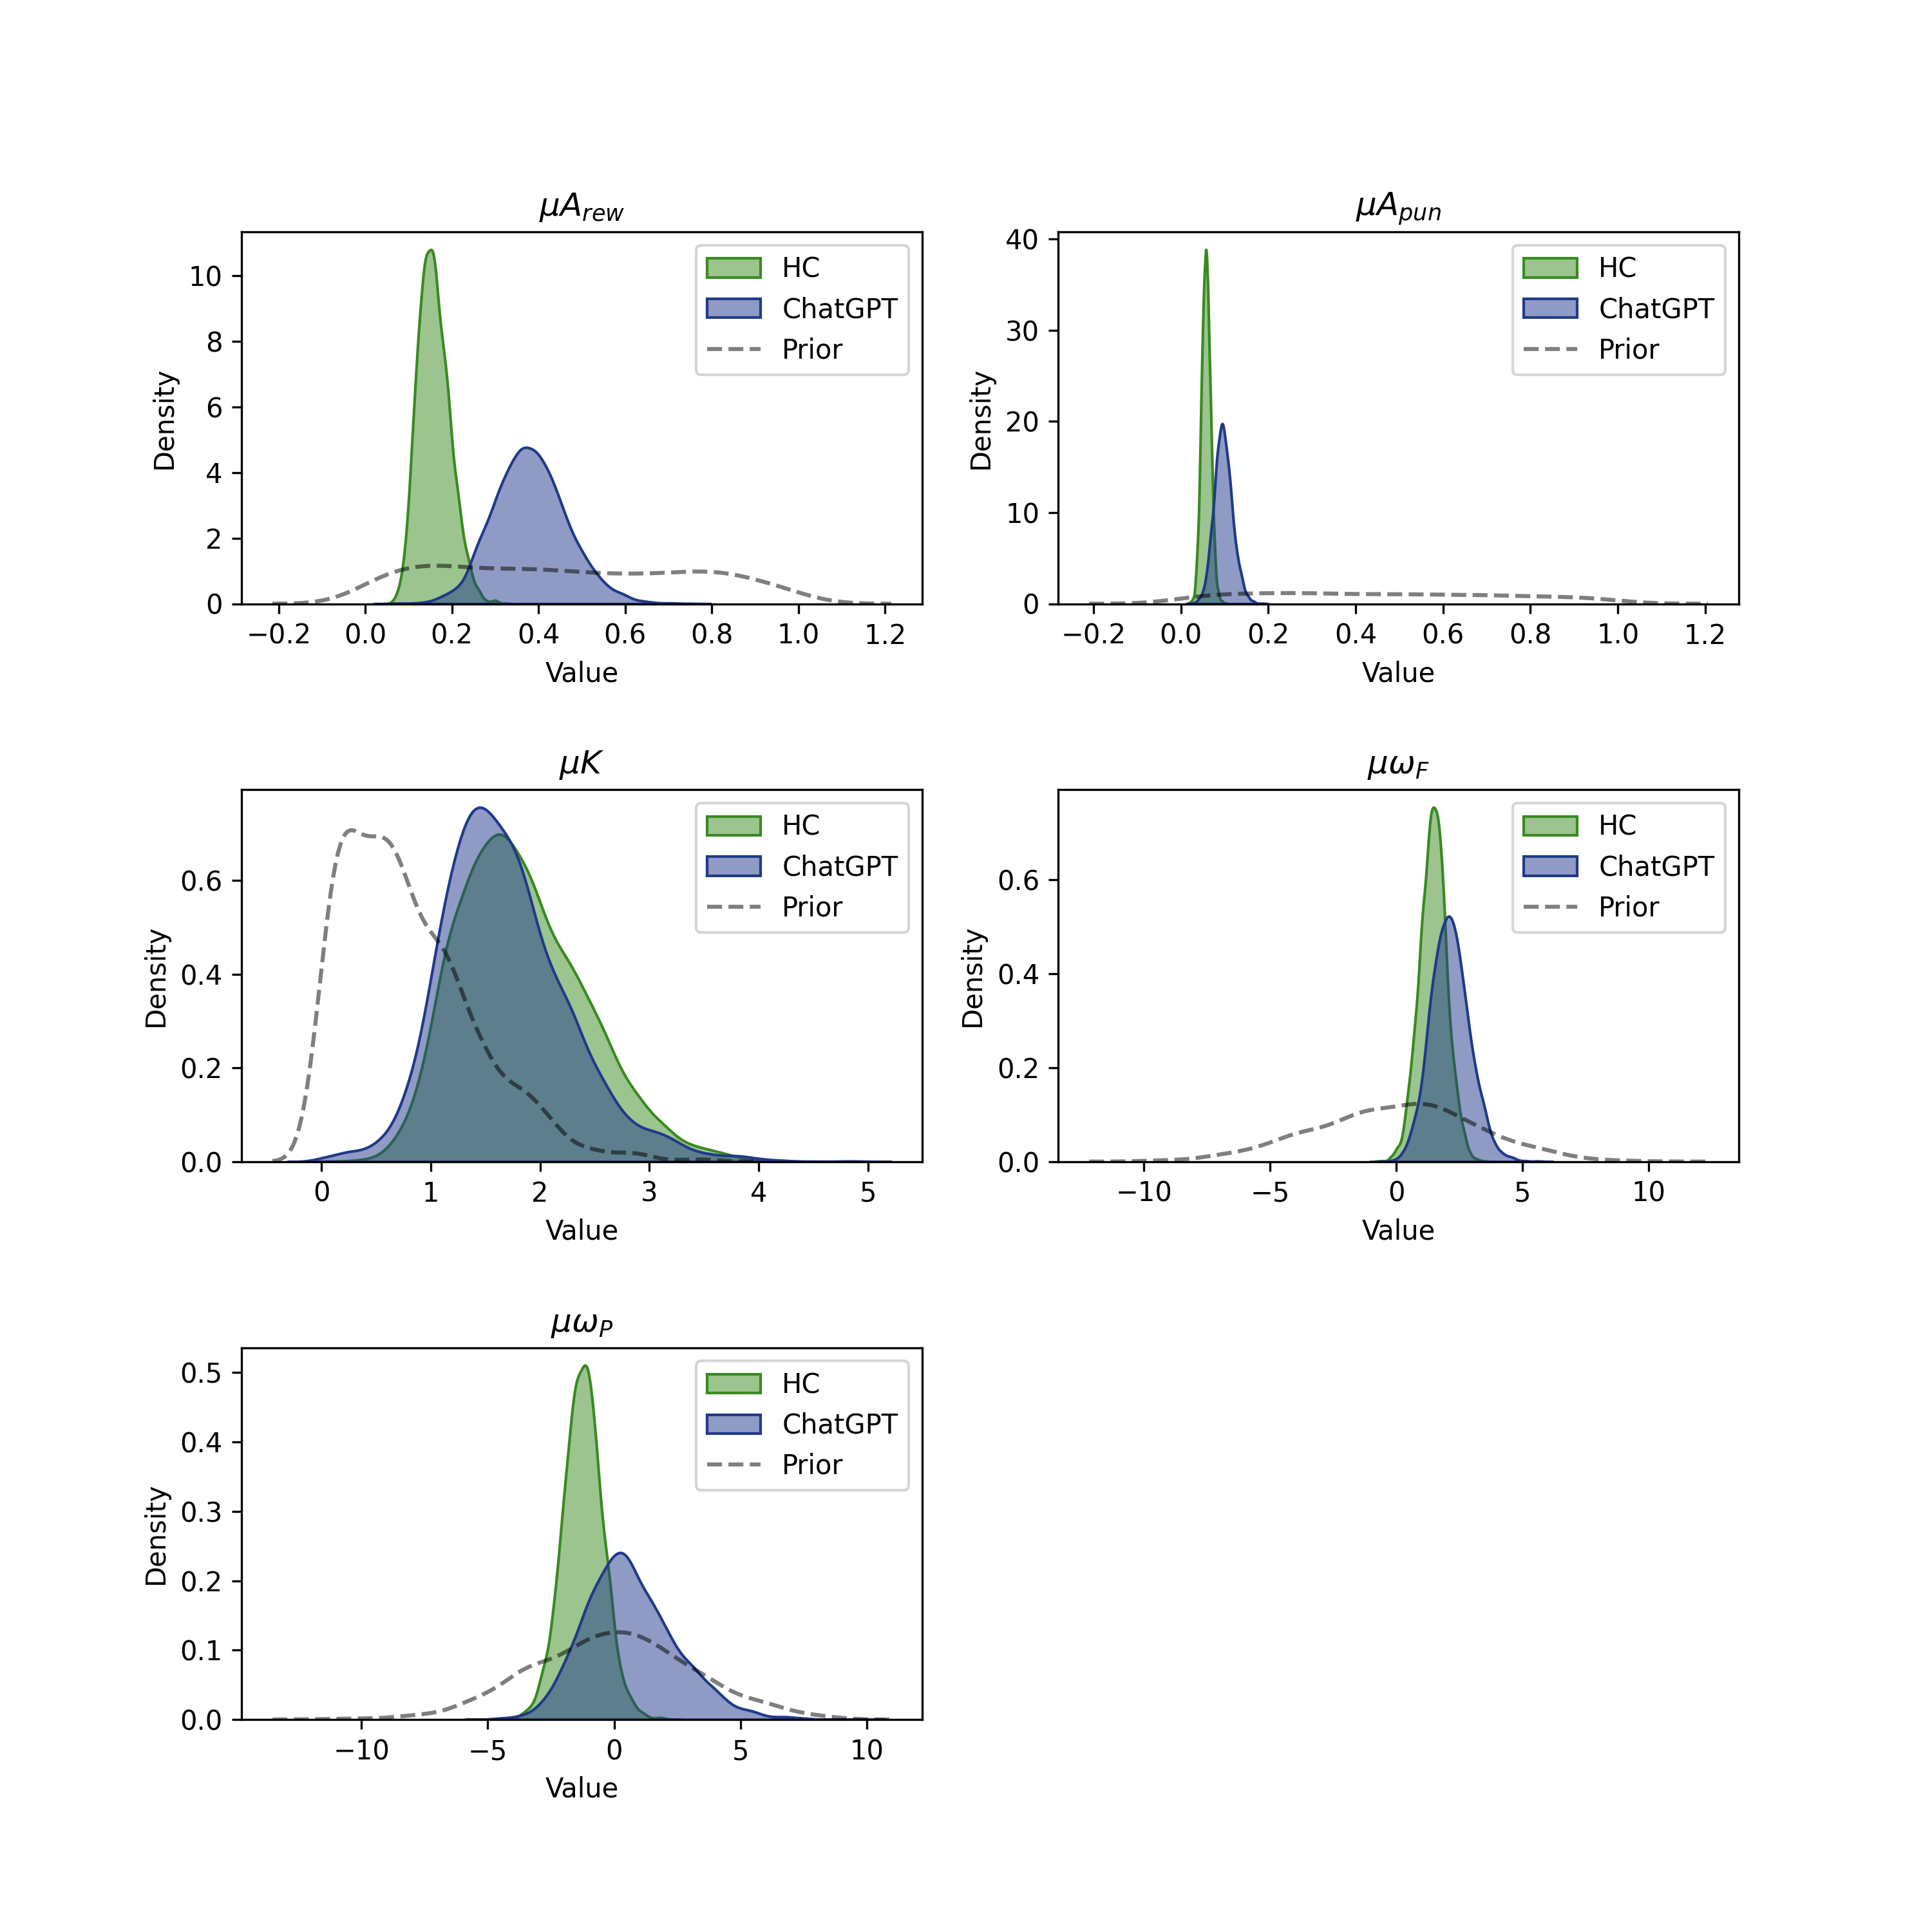 μA_rew
Density
10
8
6
4
2
0
−0.2 0.0 0.2 0.4 0.6 0.8 1.0 1.2
Value
HC
ChatGPT
Prior
μA_pun
Density
40
30
20
10
0
−0.2 0.0 0.2 0.4 0.6 0.8 1.0 1.2
Value
HC
ChatGPT
Prior
μK
Density
0.6
0.4
0.2
0.0
0 1 2 3 4 5
Value
HC
ChatGPT
Prior
μω_F
Density
0.6
0.4
0.2
0.0
−10 −5 0 5 10
Value
HC
ChatGPT
Prior
μω_P
Density
0.5
0.4
0.3
0.2
0.1
0.0
−10 −5 0 5 10
Value
HC
ChatGPT
Prior